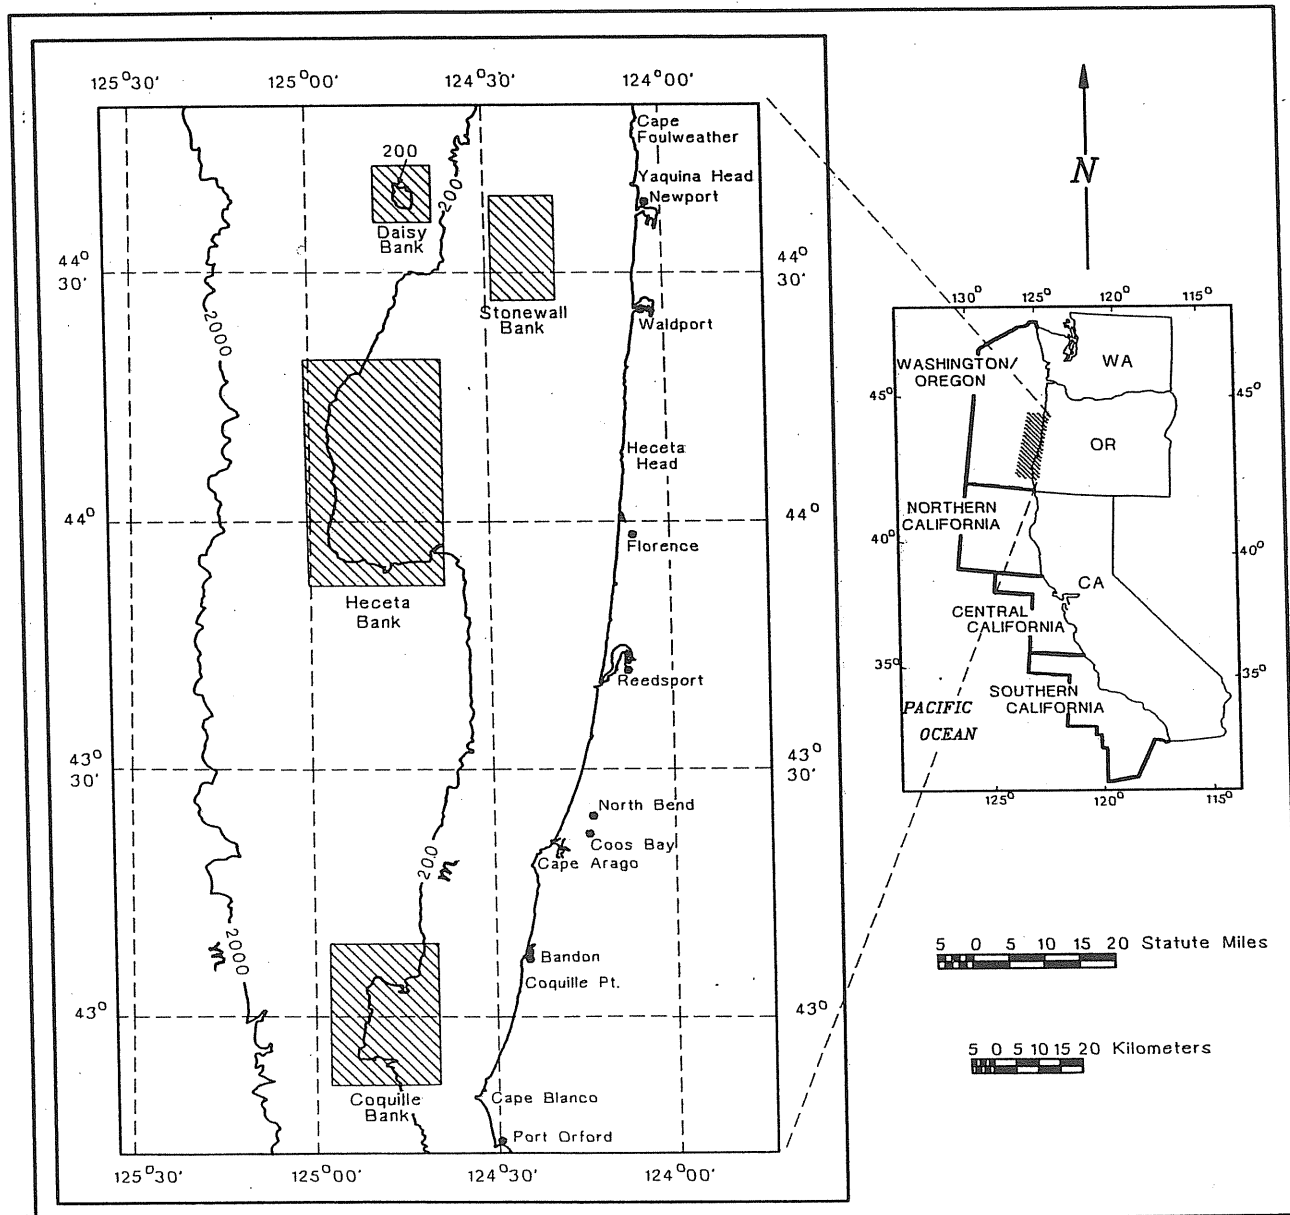 125°30'
125°00'
124°30'
124°00'
Cape
Foulweather
200
Yaquina Head
Newport
200
Daisy
Bank
44°
30'
44°
30'
Stonewall
Bank
Waldport
2000
Heceta
Head
44°
44°
Florence
Heceta
Bank
Reedsport
43°
30'
43°
30'
North Bend
Coos Bay
Cape Arago
200
m
2000
m
Bandon
Coquille Pt.
43°
43°
Coquille
Bank
Cape Blanco
Port Orford
125°30'
125°00'
124°30'
124°00'
N
130°
125°
120°
115°
WASHINGTON/
OREGON
WA
45°
45°
OR
NORTHERN
CALIFORNIA
40°
40°
CA
CENTRAL
CALIFORNIA
35°
35°
SOUTHERN
CALIFORNIA
PACIFIC
OCEAN
125°
120°
115°
5 0 5 10 15 20 Statute Miles
5 0 5 10 15 20 Kilometers